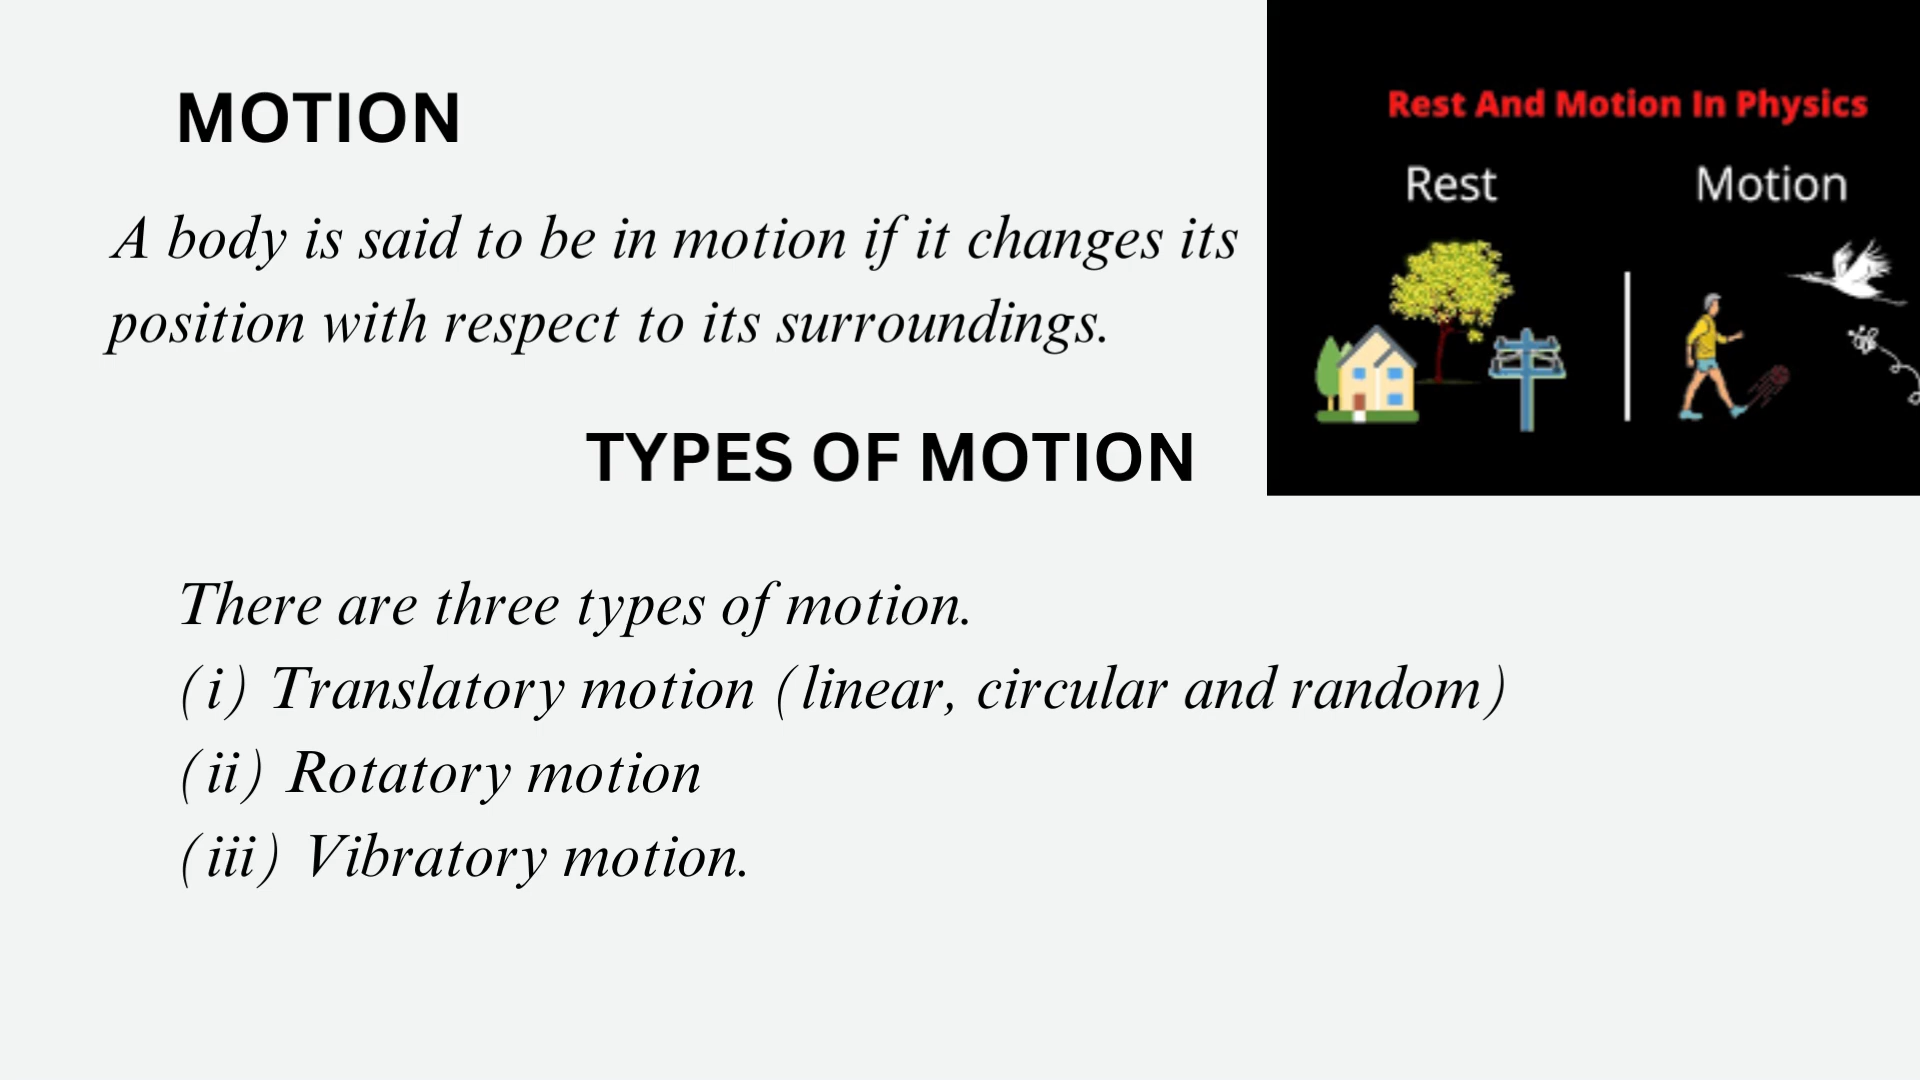 MOTION
A body is said to be in motion if it changes its
position with respect to its surroundings.
Rest And Motion In Physics
Rest
Motion
TYPES OF MOTION
There are three types of motion.
(i) Translatory motion (linear, circular and random)
(ii) Rotatory motion
(iii) Vibratory motion.